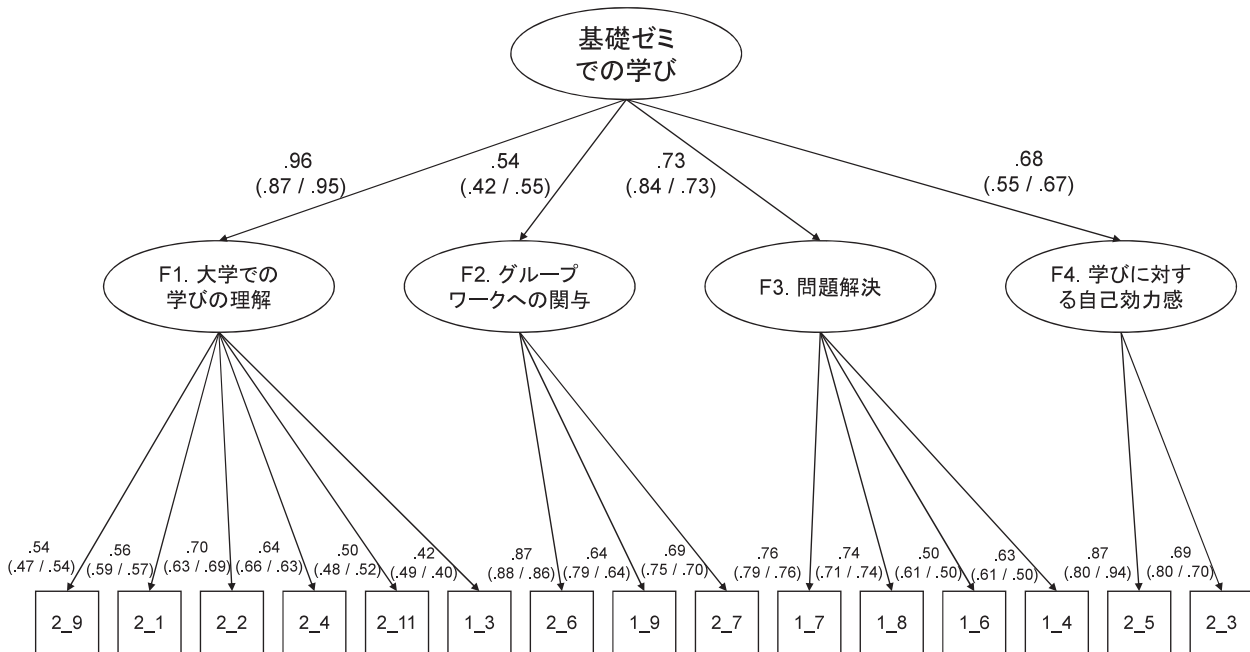 基礎ゼミ
での学び
.96
(.87 / .95)
.54
(.42 / .55)
.73
(.84 / .73)
.68
(.55 / .67)
F1. 大学での
学びの理解
F2. グループ
ワークへの関与
F3. 問題解決
F4. 学びに対す
る自己効力感
.54
(.47 / .54)
.56
(.59 / .57)
.70
(.63 / .69)
.64
(.66 / .63)
.50
(.48 / .52)
.42
(.49 / .40)
.87
(.88 / .86)
.64
(.79 / .64)
.69
(.75 / .70)
.76
(.79 / .76)
.74
(.71 / .74)
.50
(.61 / .50)
.63
(.61 / .50)
.87
(.80 / .94)
.69
(.80 / .70)
2_9
2_1
2_2
2_4
2_11
1_3
2_6
1_9
2_7
1_7
1_8
1_6
1_4
2_5
2_3